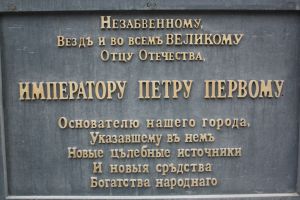 Незабвенному,
Вездѣ и во всемъ ВЕЛИКОМУ
Отцу Отечества,
ИМПЕРАТОРУ ПЕТРУ ПЕРВОМУ.
Основателю нашего города,
Указавшему въ немъ
Новые цѣлебные источники
И новыя срѣдства
Богатства народнаго